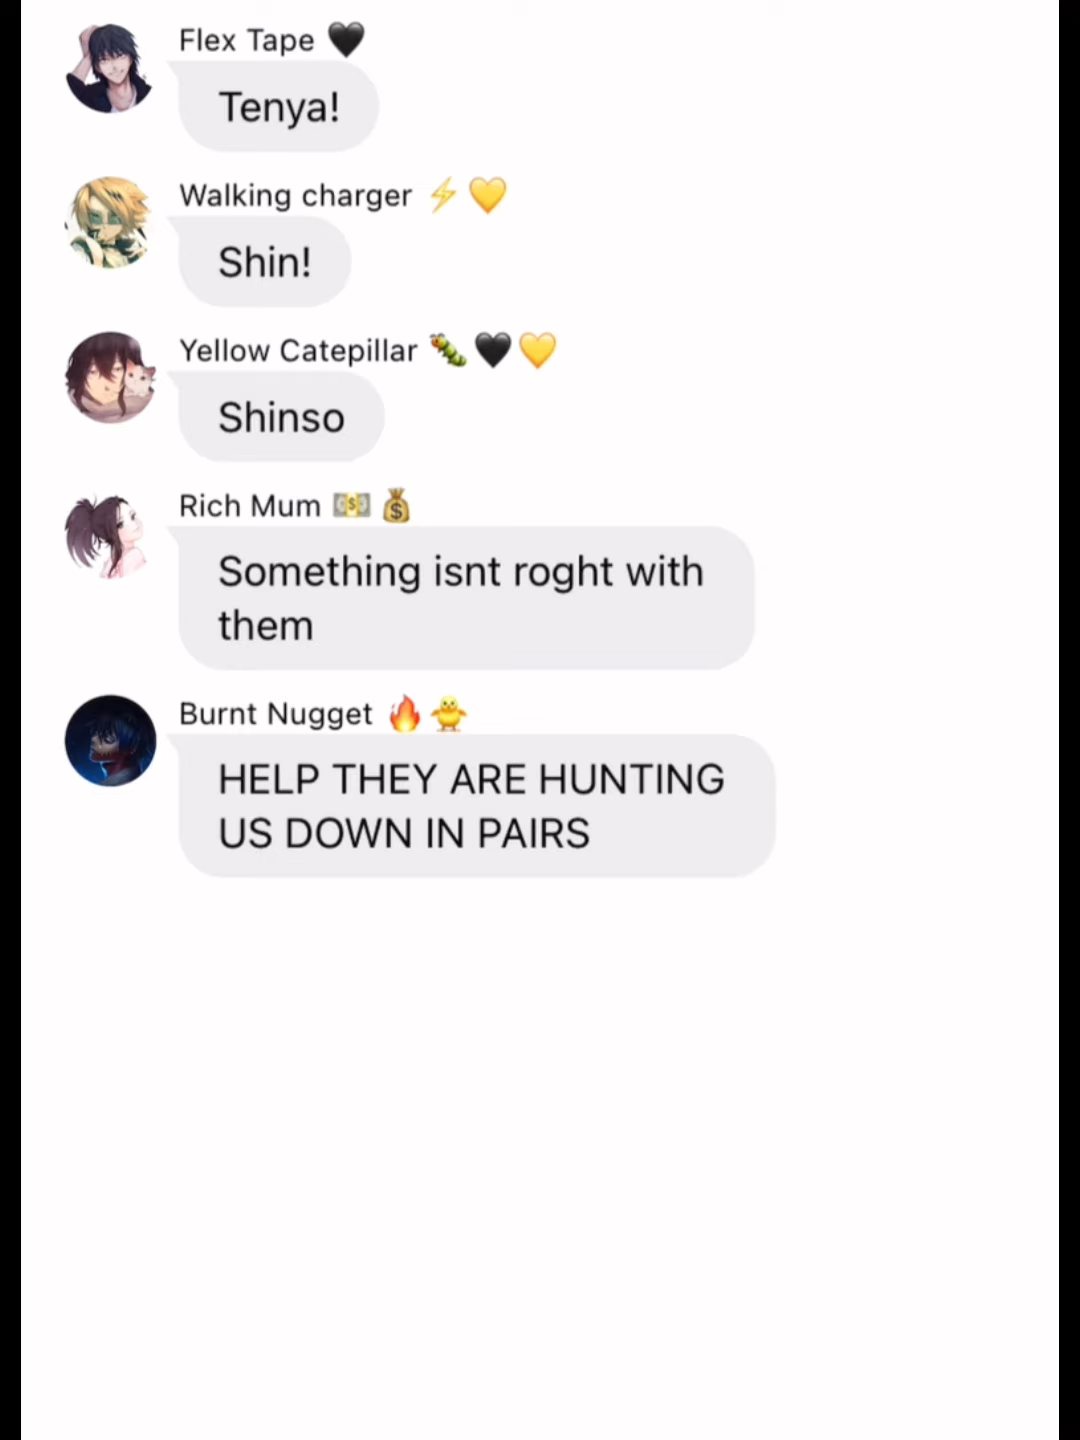 Flex Tape 🖤
Tenya!
Walking charger ⚡💛
Shin!
Yellow Catepillar 🐛🖤💛
Shinso
Rich Mum 💵💰
Something isnt roght with
them
Burnt Nugget 🔥🐥
HELP THEY ARE HUNTING
US DOWN IN PAIRS